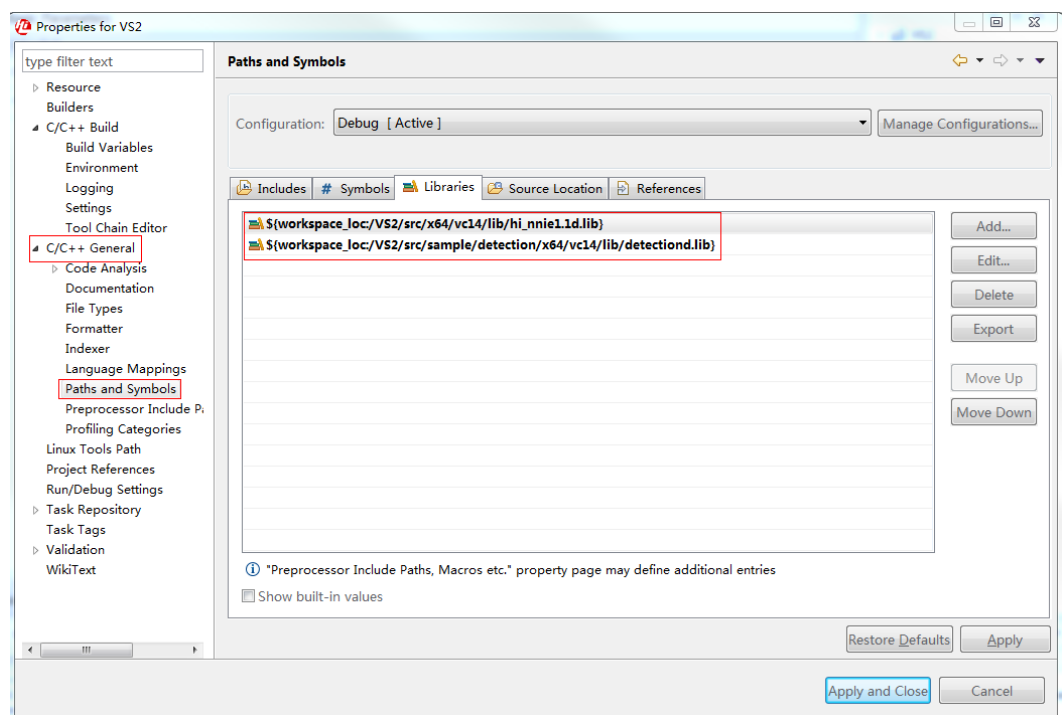 Properties for VS2
type filter text
Resource
Builders
C/C++ Build
Build Variables
Environment
Logging
Settings
Tool Chain Editor
C/C++ General
Code Analysis
Documentation
File Types
Formatter
Indexer
Language Mappings
Paths and Symbols
Preprocessor Include Pa
Profiling Categories
Linux Tools Path
Project References
Run/Debug Settings
Task Repository
Task Tags
Validation
WikiText
Paths and Symbols
Configuration: Debug [ Active ] Manage Configurations...
Includes # Symbols Libraries Source Location References
${workspace_loc:/VS2/src/x64/vc14/lib/hi_nnie1.1d.lib}
${workspace_loc:/VS2/src/sample/detection/x64/vc14/lib/detectiond.lib}
Add...
Edit...
Delete
Export
Move Up
Move Down
"Preprocessor Include Paths, Macros etc." property page may define additional entries
Show built-in values
Restore Defaults Apply
Apply and Close Cancel